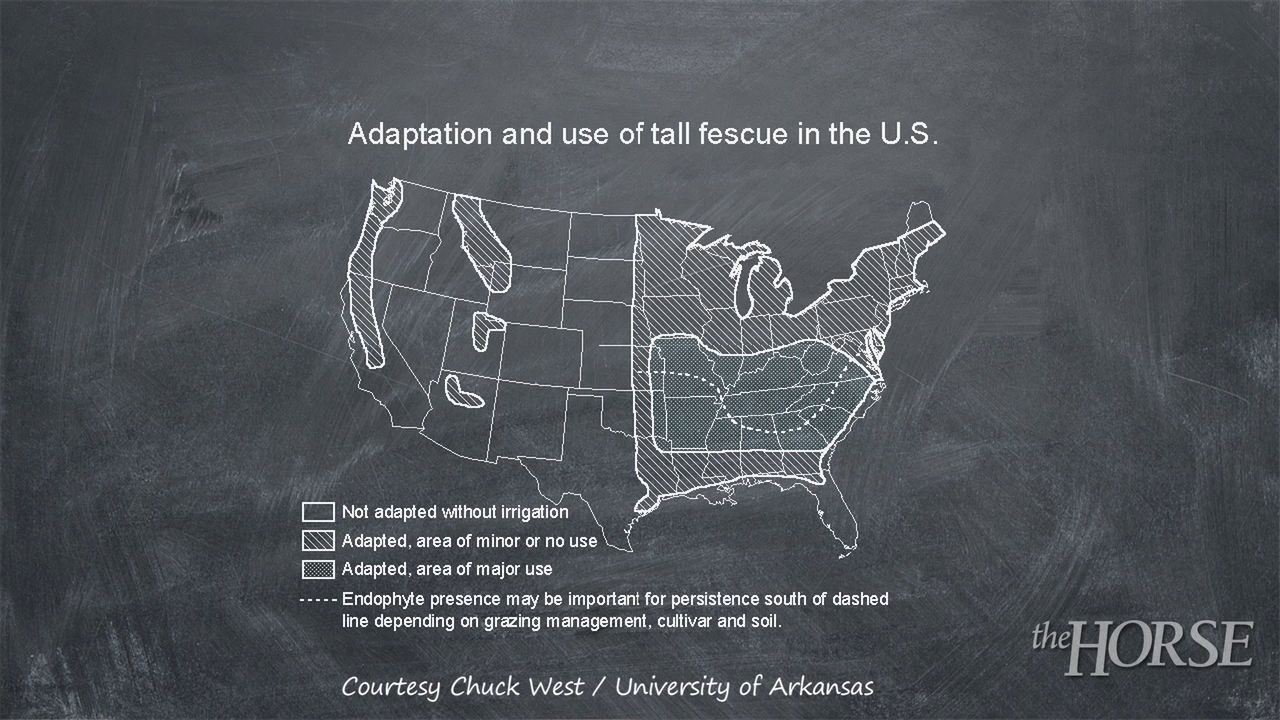 Adaptation and use of tall fescue in the U.S.
Not adapted without irrigation
Adapted, area of minor or no use
Adapted, area of major use
Endophyte presence may be important for persistence south of dashed
line depending on grazing management, cultivar and soil.
the HORSE
Courtesy Chuck West / University of Arkansas